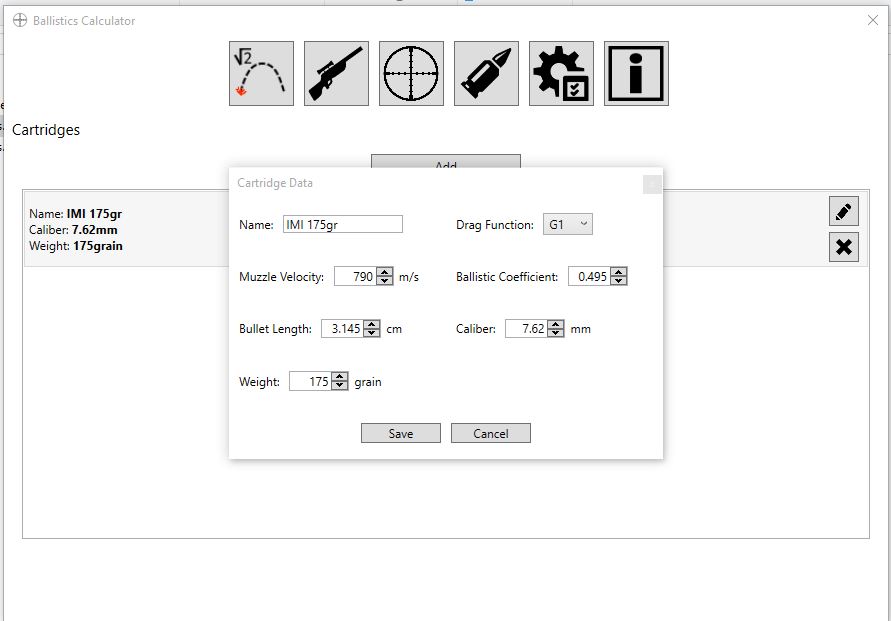 Ballistics Calculator
√2
Cartridges
Add
Cartridge Data
Name: IMI 175gr
Caliber: 7.62mm
Weight: 175grain
Name: IMI 175gr Drag Function: G1
Muzzle Velocity: 790 m/s Ballistic Coefficient: 0.495
Bullet Length: 3.145 cm Caliber: 7.62 mm
Weight: 175 grain
Save Cancel